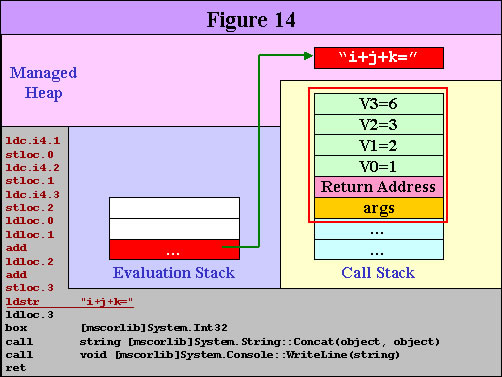 Figure 14
"i+j+k="
Managed
Heap
V3=6
V2=3
V1=2
V0=1
Return Address
args
...
...
Call Stack
...
Evaluation Stack
ldc.i4.1
stloc.0
ldc.i4.2
stloc.1
ldc.i4.3
stloc.2
ldloc.0
ldloc.1
add
ldloc.2
add
stloc.3
ldstr "i+j+k="
ldloc.3
box [mscorlib]System.Int32
call string [mscorlib]System.String::Concat(object, object)
call void [mscorlib]System.Console::WriteLine(string)
ret